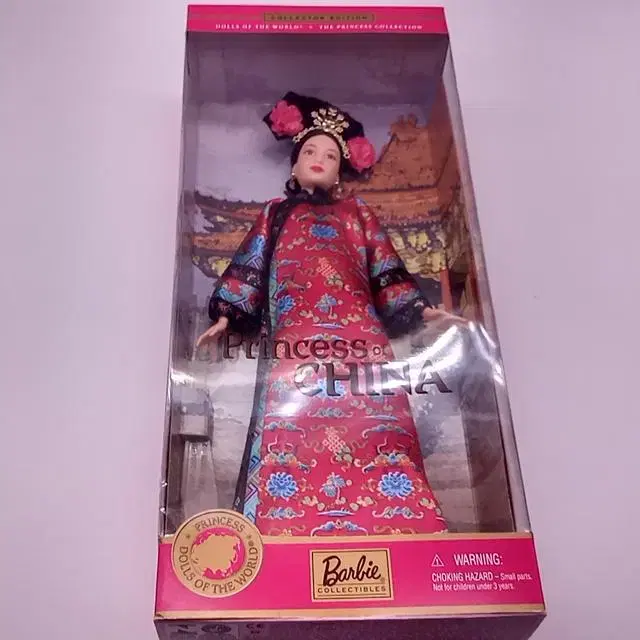 COLLECTOR EDITION
DOLLS OF THE WORLD® • THE PRINCESS COLLECTION
Princess OF
CHINA
PRINCESS
DOLLS OF THE WORLD®
Barbie
COLLECTIBLES
⚠ WARNING:
CHOKING HAZARD – Small parts.
Not for children under 3 years.